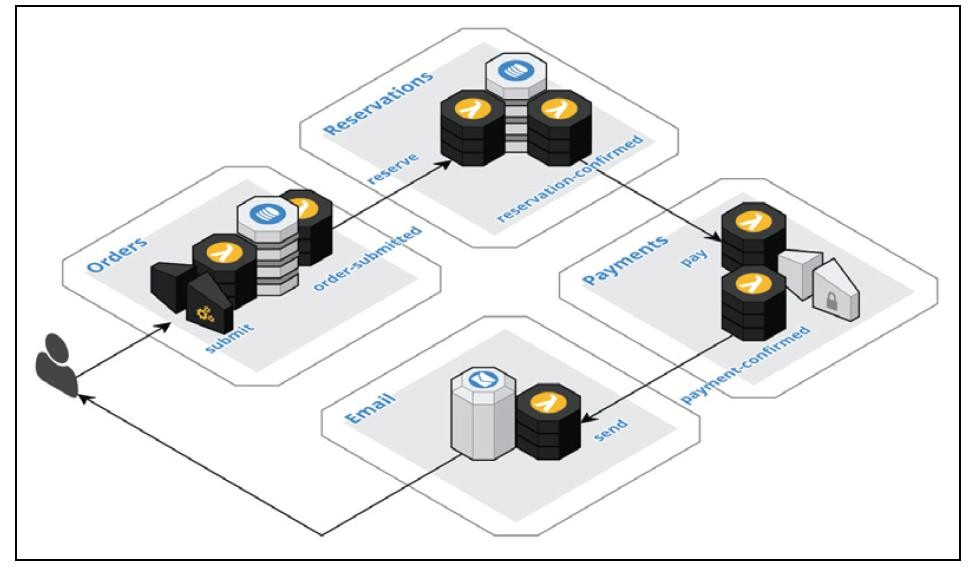 Reservations
reserve
reservation-confirmed
Orders
order-submitted
submit
Payments
pay
payment-confirmed
Email
send